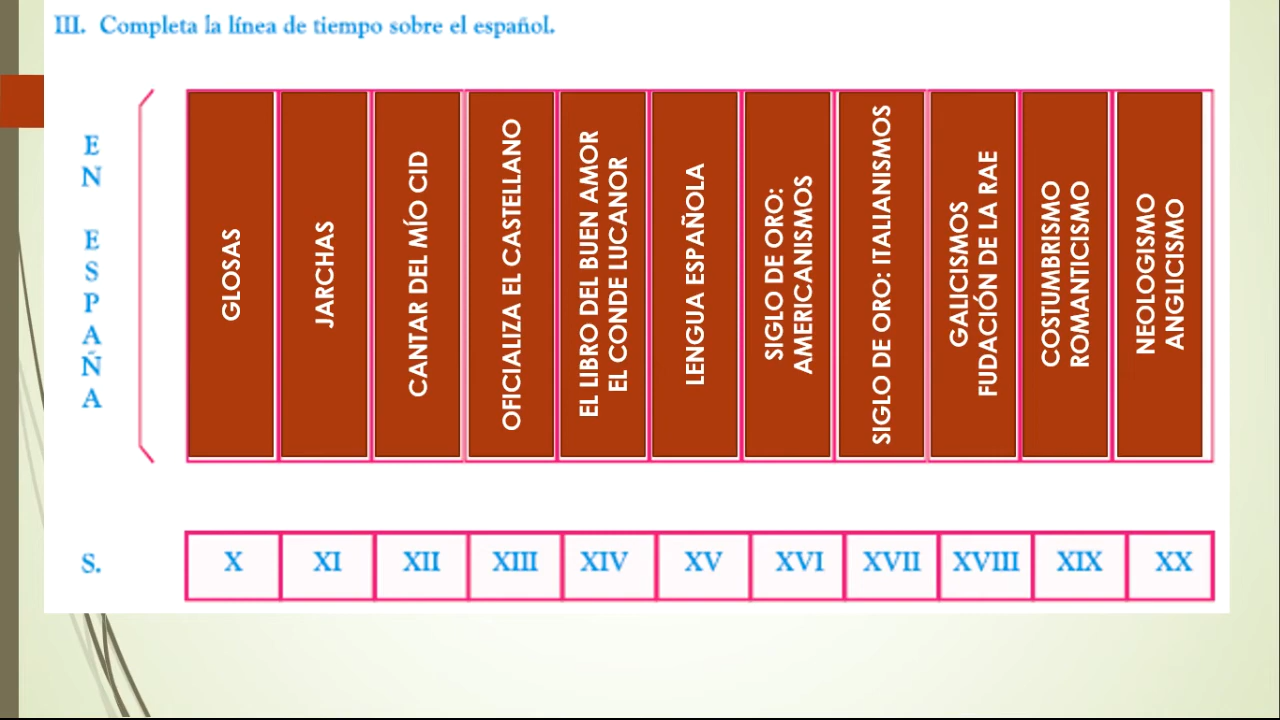 III. Completa la línea de tiempo sobre el español.
E
N
E
S
P
A
Ñ
A
GLOSAS
JARCHAS
CANTAR DEL MÍO CID
OFICIALIZA EL CASTELLANO
EL LIBRO DEL BUEN AMOR
EL CONDE LUCANOR
LENGUA ESPAÑOLA
SIGLO DE ORO:
AMERICANISMOS
SIGLO DE ORO: ITALIANISMOS
GALICISMOS
FUDACIÓN DE LA RAE
COSTUMBRISMO
ROMANTICISMO
NEOLOGISMO
ANGLICISMO
S. X XI XII XIII XIV XV XVI XVII XVIII XIX XX